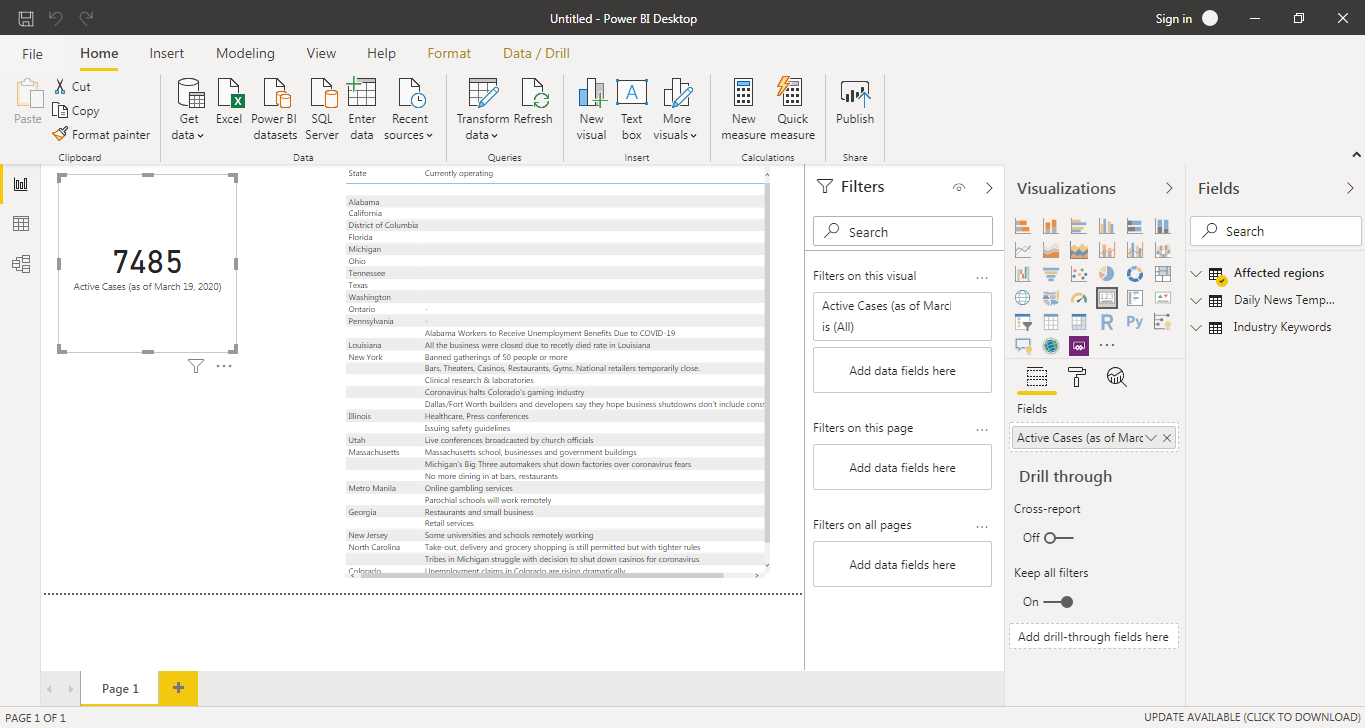 Untitled - Power BI Desktop
Sign in
File
Home
Insert
Modeling
View
Help
Format
Data / Drill
Paste
Cut
Copy
Format painter
Clipboard
Get data
Excel
Power BI datasets
SQL Server
Enter data
Recent sources
Data
Transform data
Refresh
Queries
New visual
Text box
More visuals
Insert
New measure
Quick measure
Calculations
Publish
Share
7485
Active Cases (as of March 19, 2020)
State Currently operating
Alabama
California
District of Columbia
Florida
Michigan
Ohio
Tennessee
Texas
Washington
Ontario -
Pennsylvania -
Alabama Workers to Receive Unemployment Benefits Due to COVID-19
Louisiana All the business were closed due to recetly died rate in Louisiana
New York Banned gatherings of 50 people or more
Bars, Theaters, Casinos, Restaurants, Gyms. National retailers temporarily close.
Clinical research & laboratories
Coronavirus halts Colorado's gaming industry
Dallas/Fort Worth builders and developers say they hope business shutdowns don't include const
Illinois Healthcare, Press conferences
Issuing safety guidelines
Utah Live conferences broadcasted by church officials
Massachusetts Massachusetts school, businesses and government buildings
Michigan's Big Three automakers shut down factories over coronavirus fears
No more dining in at bars, restaurants
Metro Manila Online gambling services
Parochial schools will work remotely
Georgia Restaurants and small business
Retail services
New Jersey Some universities and schools remotely working
North Carolina Take-out, delivery and grocery shopping is still permitted but with tighter rules
Tribes in Michigan struggle with decision to shut down casinos for coronavirus
Colorado Unemployment claims in Colorado are rising dramatically
Filters
Search
Filters on this visual
Active Cases (as of Marc
is (All)
Add data fields here
Filters on this page
Add data fields here
Filters on all pages
Add data fields here
Visualizations
R
Py
123
Fields
Active Cases (as of Marc
Drill through
Cross-report
Off
Keep all filters
On
Add drill-through fields here
Fields
Search
Affected regions
Daily News Temp...
Industry Keywords
Page 1
PAGE 1 OF 1
UPDATE AVAILABLE (CLICK TO DOWNLOAD)